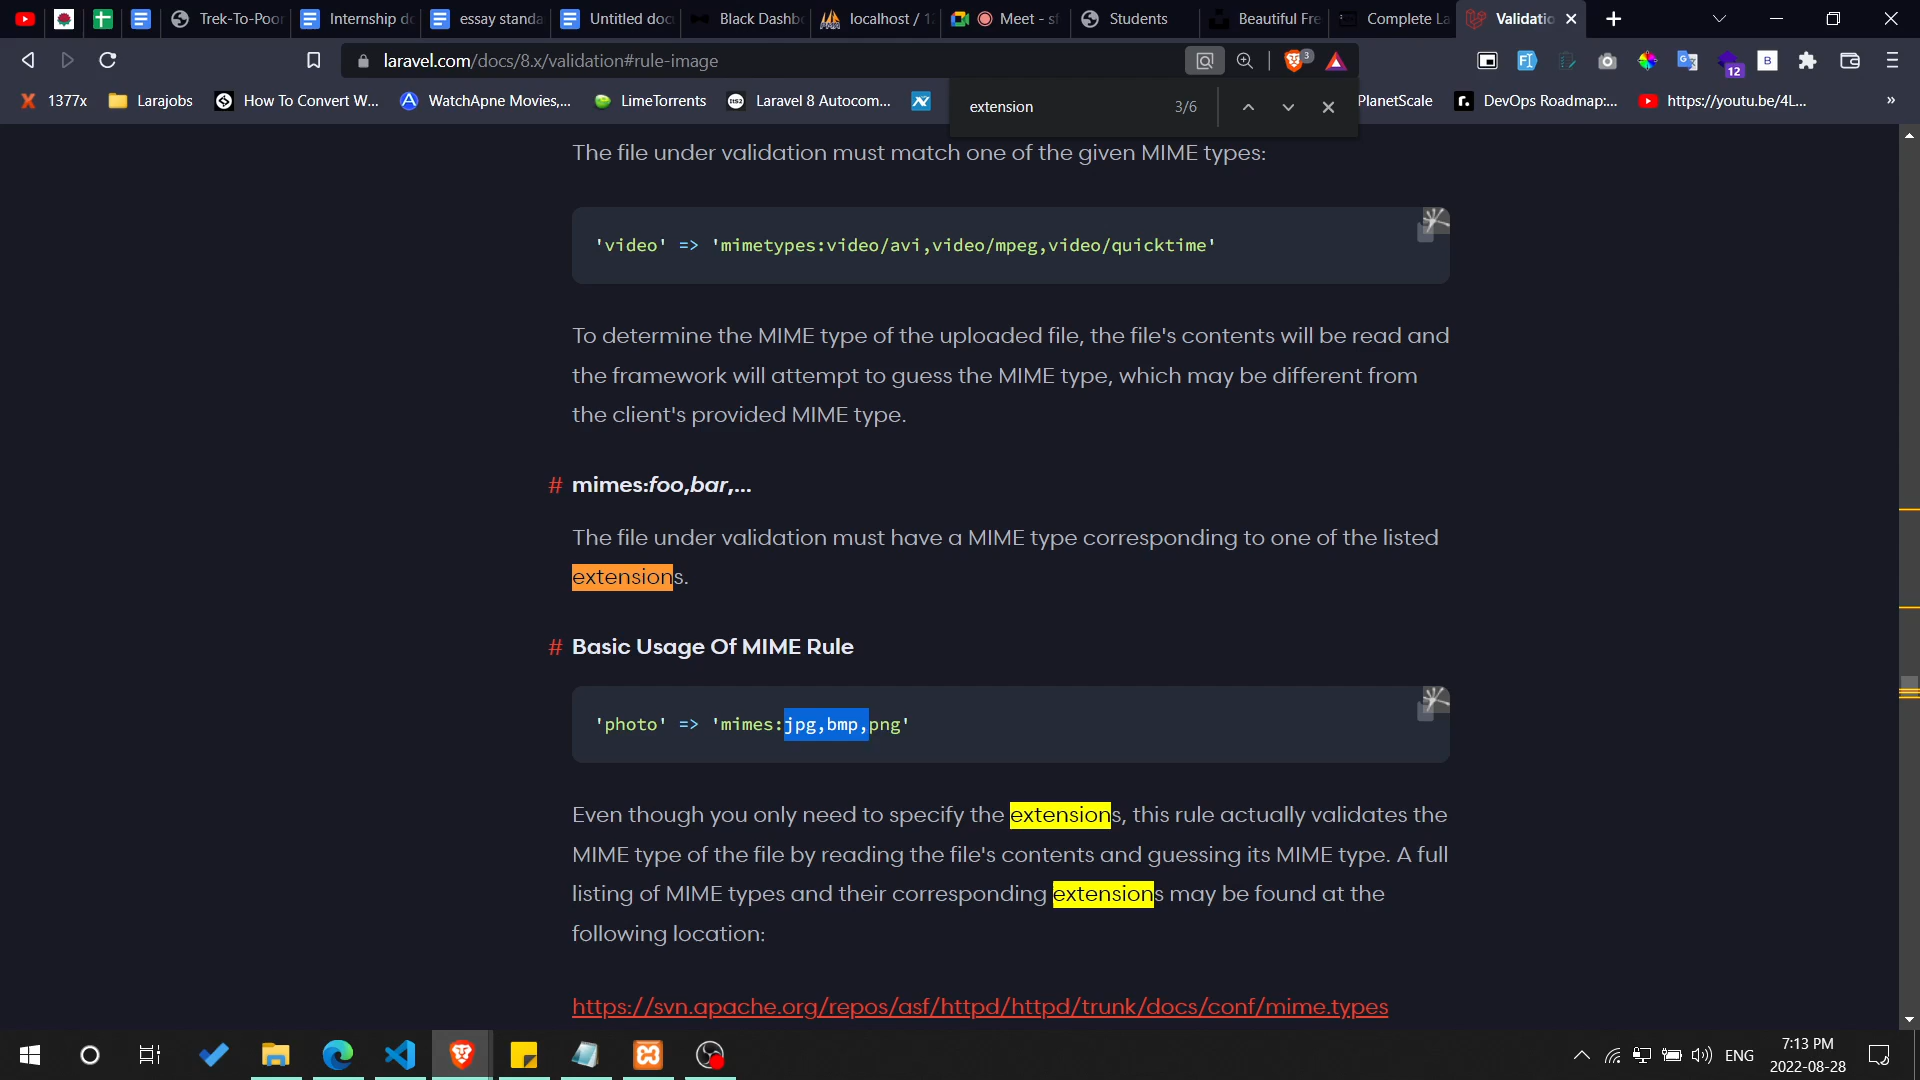 Trek-To-Poor
Internship do
essay standa
Untitled doc
Black Dashb
localhost / 12
Meet - sf
Students
Beautiful Fre
Complete La
Validatio
laravel.com/docs/8.x/validation#rule-image
3
12
B
1377x
Larajobs
How To Convert W...
WatchApne Movies,...
LimeTorrents
Laravel 8 Autocom...
PlanetScale
DevOps Roadmap:...
https://youtu.be/4L...
»
extension
3/6
The file under validation must match one of the given MIME types:
'video' => 'mimetypes:video/avi,video/mpeg,video/quicktime'
To determine the MIME type of the uploaded file, the file's contents will be read and
the framework will attempt to guess the MIME type, which may be different from
the client's provided MIME type.
# mimes:foo,bar,...
The file under validation must have a MIME type corresponding to one of the listed
extensions.
# Basic Usage Of MIME Rule
'photo' => 'mimes:jpg,bmp,png'
Even though you only need to specify the extensions, this rule actually validates the
MIME type of the file by reading the file's contents and guessing its MIME type. A full
listing of MIME types and their corresponding extensions may be found at the
following location:
https://svn.apache.org/repos/asf/httpd/httpd/trunk/docs/conf/mime.types
ENG
7:13 PM
2022-08-28